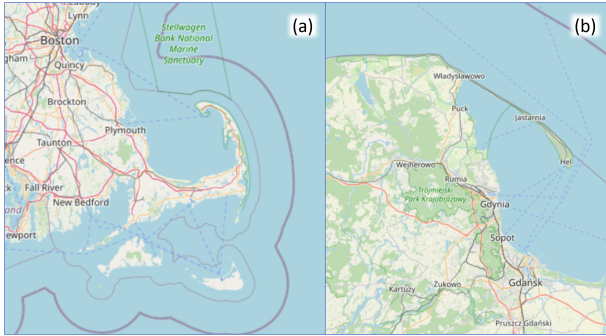 (a)
Lynn
Boston
Quincy
Brockton
Plymouth
Taunton
Fall River
New Bedford
Stellwagen
Bank National
Marine
Sanctuary
(b)
Władysławowo
Puck
Jastarnia
Hel
Wejherowo
Rumia
Trójmiejski
Park Krajobrazowy
Gdynia
Sopot
Gdańsk
Żukowo
Kartuzy
Pruszcz Gdański